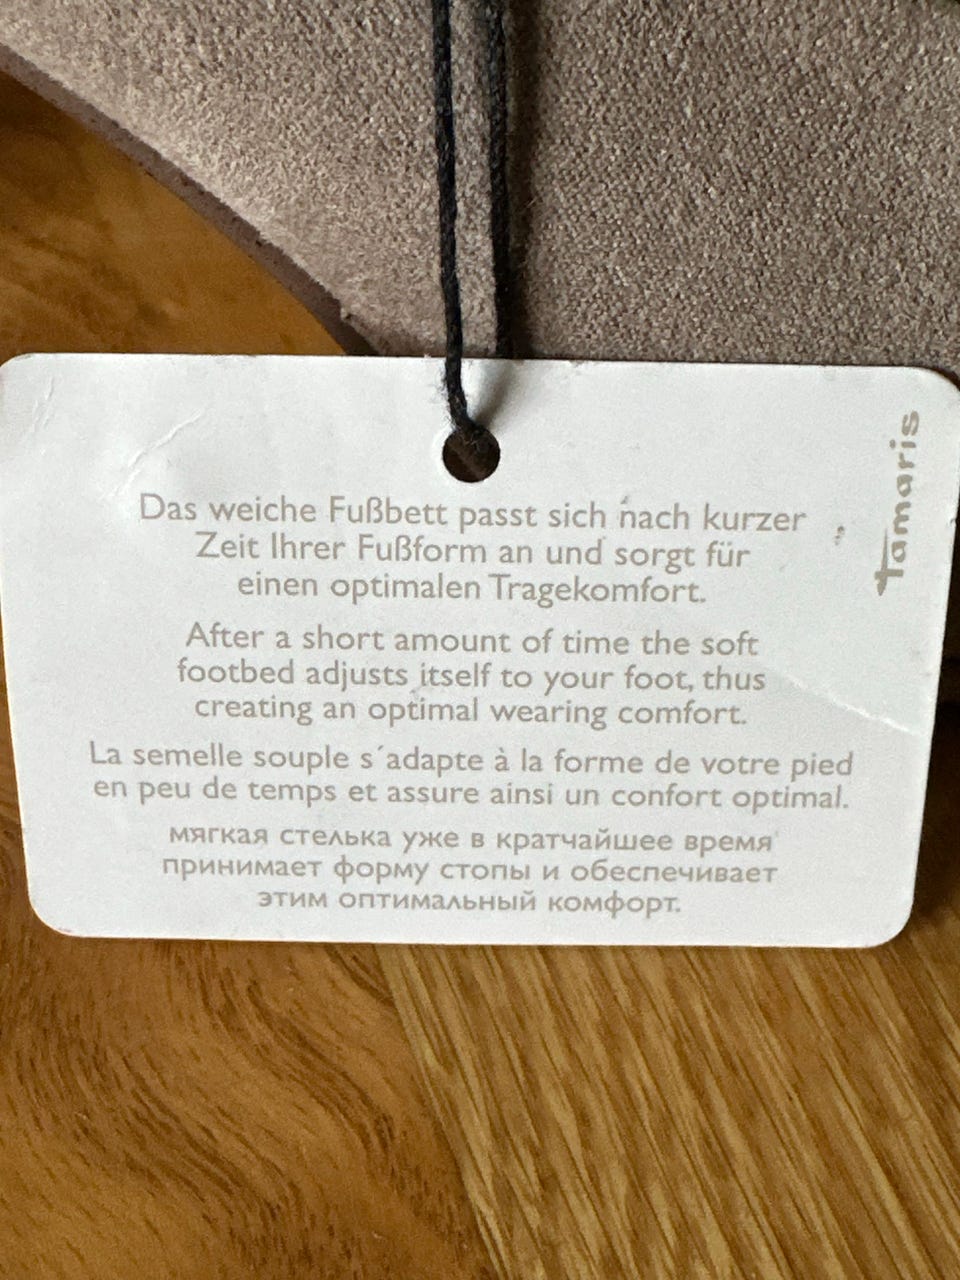 Das weiche Fußbett passt sich nach kurzer
Zeit Ihrer Fußform an und sorgt für
einen optimalen Tragekomfort.
After a short amount of time the soft
footbed adjusts itself to your foot, thus
creating an optimal wearing comfort.
La semelle souple s´adapte à la forme de votre pied
en peu de temps et assure ainsi un confort optimal.
мягкая стелька уже в кратчайшее время
принимает форму стопы и обеспечивает
этим оптимальный комфорт.
Tamaris